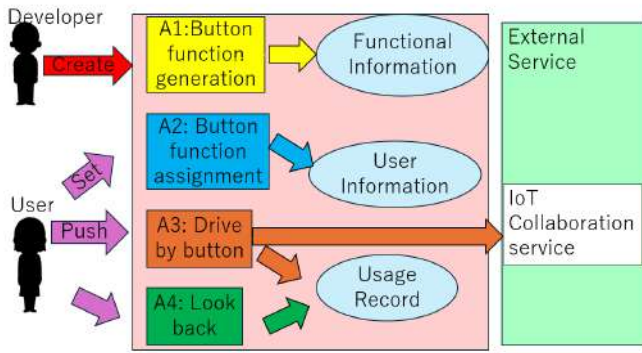 Developer
Create
A1:Button
function
generation
Functional
Information
External
Service
A2: Button
function
assignment
User
Information
Set
User
Push
A3: Drive
by button
IoT
Collaboration
service
Usage
Record
A4: Look
back